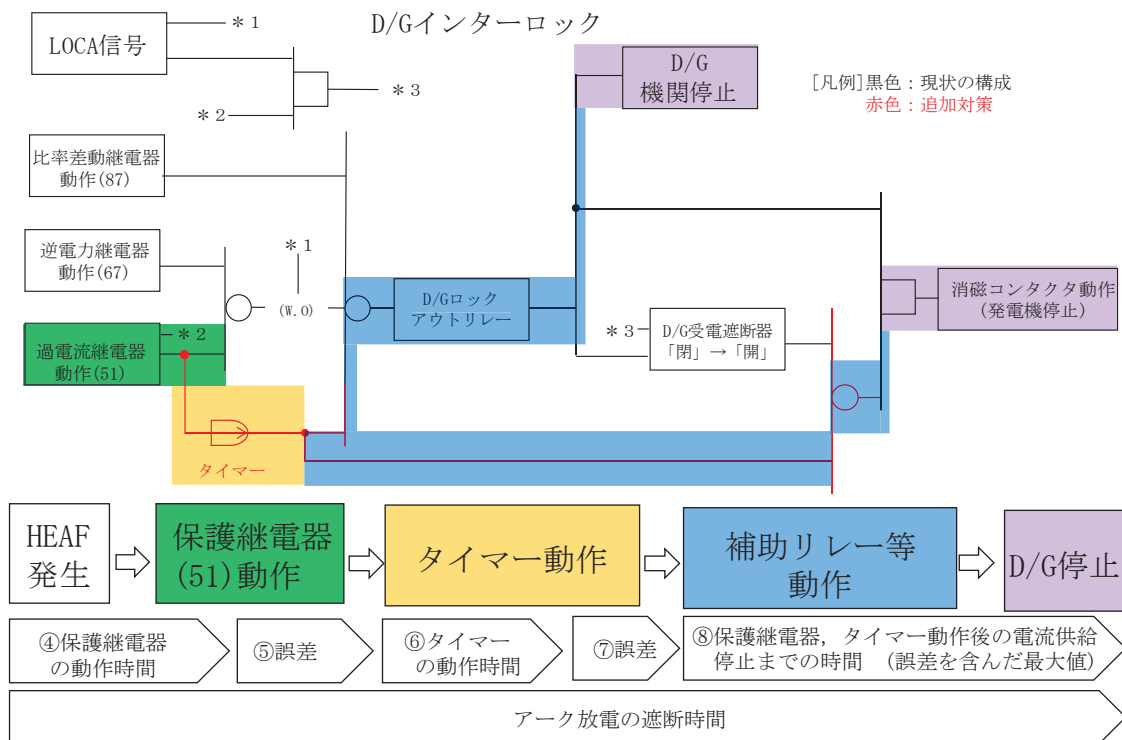 D/Gインターロック
LOCA信号
*1
*2
*3
D/G
機関停止
[凡例]黒色：現状の構成
赤色：追加対策
比率差動継電器
動作(87)
逆電力継電器
動作(67)
*1
(W.O)
D/Gロック
アウトリレー
消磁コンタクタ動作
(発電機停止)
*3
D/G受電遮断器
「閉」→「開」
*2
過電流継電器
動作(51)
タイマー
HEAF
発生
保護継電器
(51)動作
タイマー動作
補助リレー等
動作
D/G停止
④保護継電器
の動作時間
⑤誤差
⑥タイマー
の動作時間
⑦誤差
⑧保護継電器，タイマー動作後の電流供給
停止までの時間　(誤差を含んだ最大値)
アーク放電の遮断時間